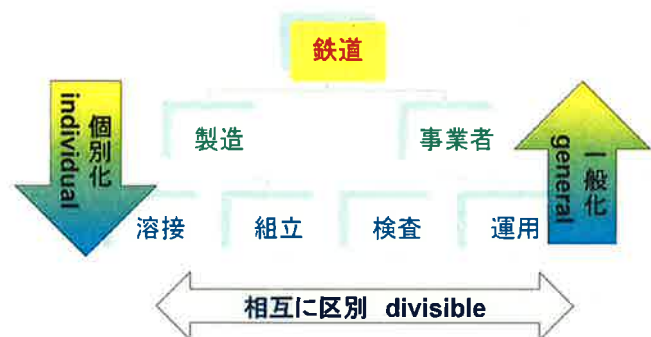 鉄道
個別化
individual
製造
事業者
一般化
general
溶接
組立
検査
運用
相互に区別 divisible